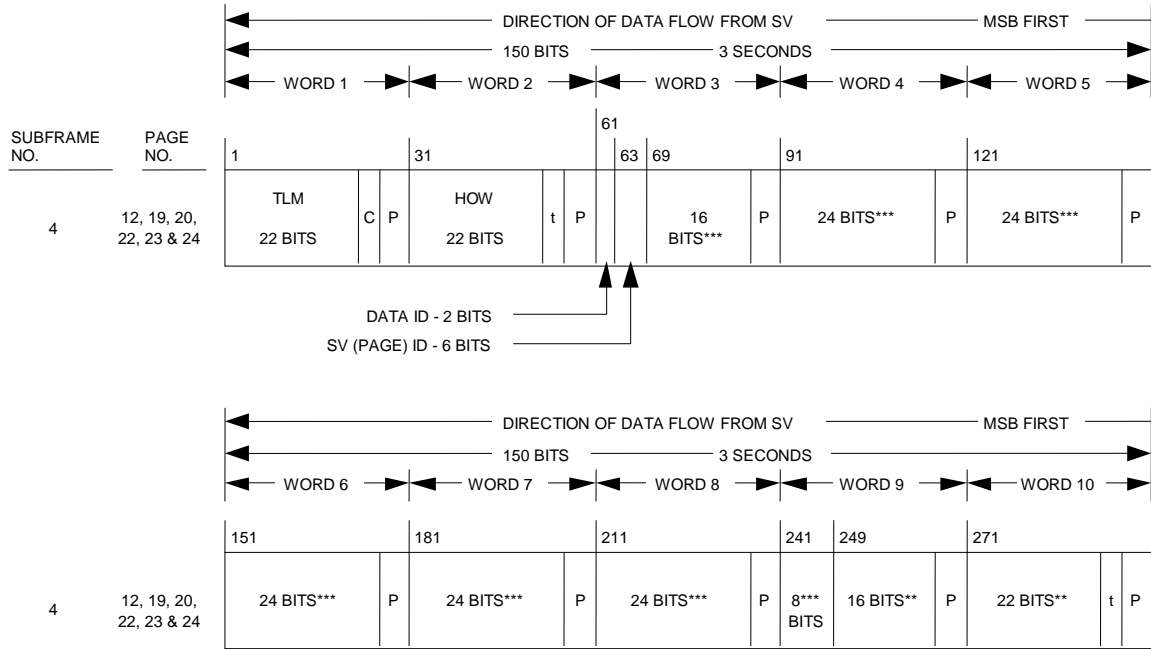 DIRECTION OF DATA FLOW FROM SV MSB FIRST
150 BITS 3 SECONDS
WORD 1 WORD 2 WORD 3 WORD 4 WORD 5
SUBFRAME NO.
PAGE NO.
61
1 31 63 69 91 121
4
12, 19, 20,
22, 23 & 24
TLM
22 BITS
C
P
HOW
22 BITS
t
P
16
BITS***
P
24 BITS***
P
24 BITS***
P
DATA ID - 2 BITS
SV (PAGE) ID - 6 BITS
DIRECTION OF DATA FLOW FROM SV MSB FIRST
150 BITS 3 SECONDS
WORD 6 WORD 7 WORD 8 WORD 9 WORD 10
151 181 211 241 249 271
4
12, 19, 20,
22, 23 & 24
24 BITS***
P
24 BITS***
P
24 BITS***
P
8***
BITS
16 BITS**
P
22 BITS**
t
P